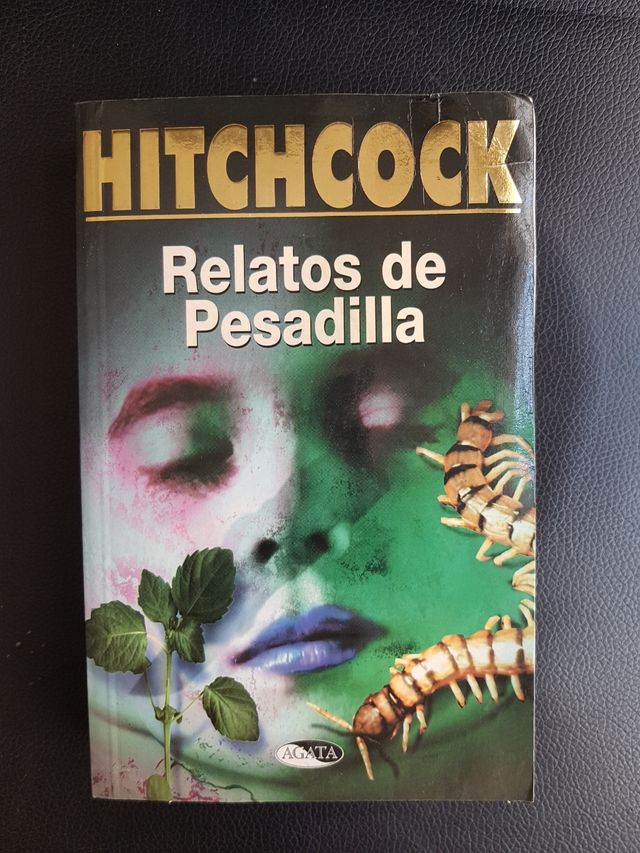 HITCHCOCK
Relatos de
Pesadilla
AGATA